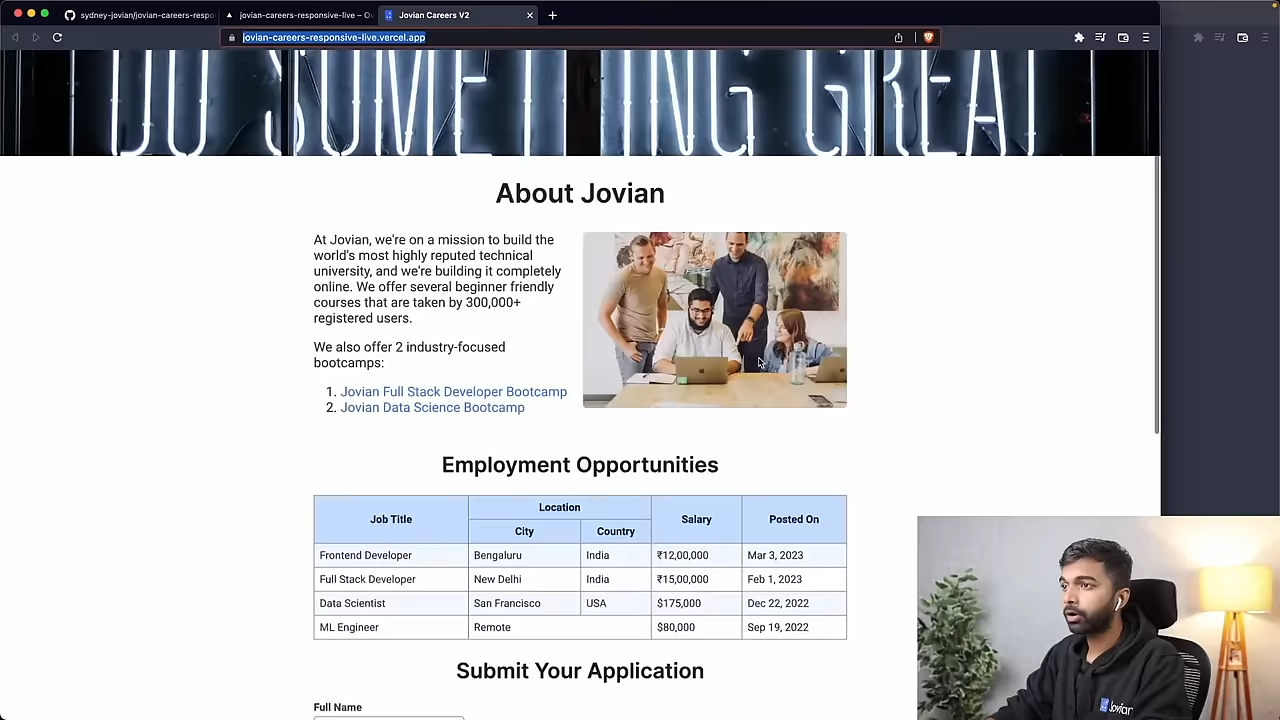 sydney-jovian/jovian-careers-resp
jovian-careers-responsive-live – Ov
Jovian Careers V2
jovian-careers-responsive-live.vercel.app
DO SOMETHING GREAT
About Jovian
At Jovian, we're on a mission to build the
world's most highly reputed technical
university, and we're building it completely
online. We offer several beginner friendly
courses that are taken by 300,000+
registered users.
We also offer 2 industry-focused
bootcamps:
1. Jovian Full Stack Developer Bootcamp
2. Jovian Data Science Bootcamp
Employment Opportunities
Job Title Location Salary Posted On
City Country
Frontend Developer Bengaluru India ₹12,00,000 Mar 3, 2023
Full Stack Developer New Delhi India ₹15,00,000 Feb 1, 2023
Data Scientist San Francisco USA $175,000 Dec 22, 2022
ML Engineer Remote $80,000 Sep 19, 2022
Submit Your Application
Full Name
Jovian